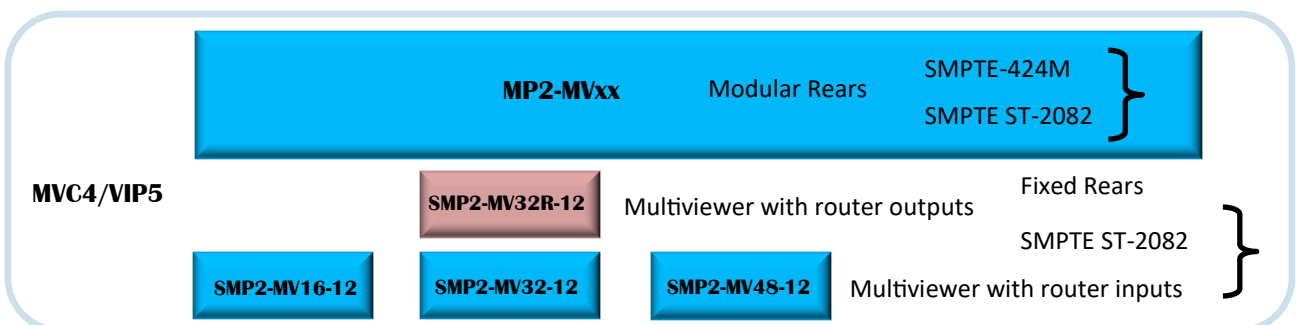 SMPTE-424M
MP2-MVxx Modular Rears
SMPTE ST-2082
MVC4/VIP5
Fixed Rears
SMP2-MV32R-12 Multiviewer with router outputs
SMPTE ST-2082
SMP2-MV16-12 SMP2-MV32-12 SMP2-MV48-12 Multiviewer with router inputs